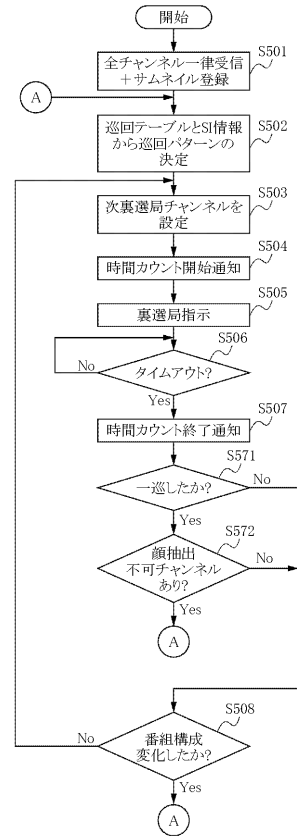 開始
S501
全チャンネル一律受信
＋サムネイル登録
A
S502
巡回テーブルとSI情報
から巡回パターンの
決定
S503
次裏選局チャンネルを
設定
S504
時間カウント開始通知
S505
裏選局指示
S506
タイムアウト?
No
Yes
S507
時間カウント終了通知
S571
一巡したか?
No
Yes
S572
顔抽出
不可チャンネル
あり?
No
Yes
A
S508
番組構成
変化したか?
No
Yes
A